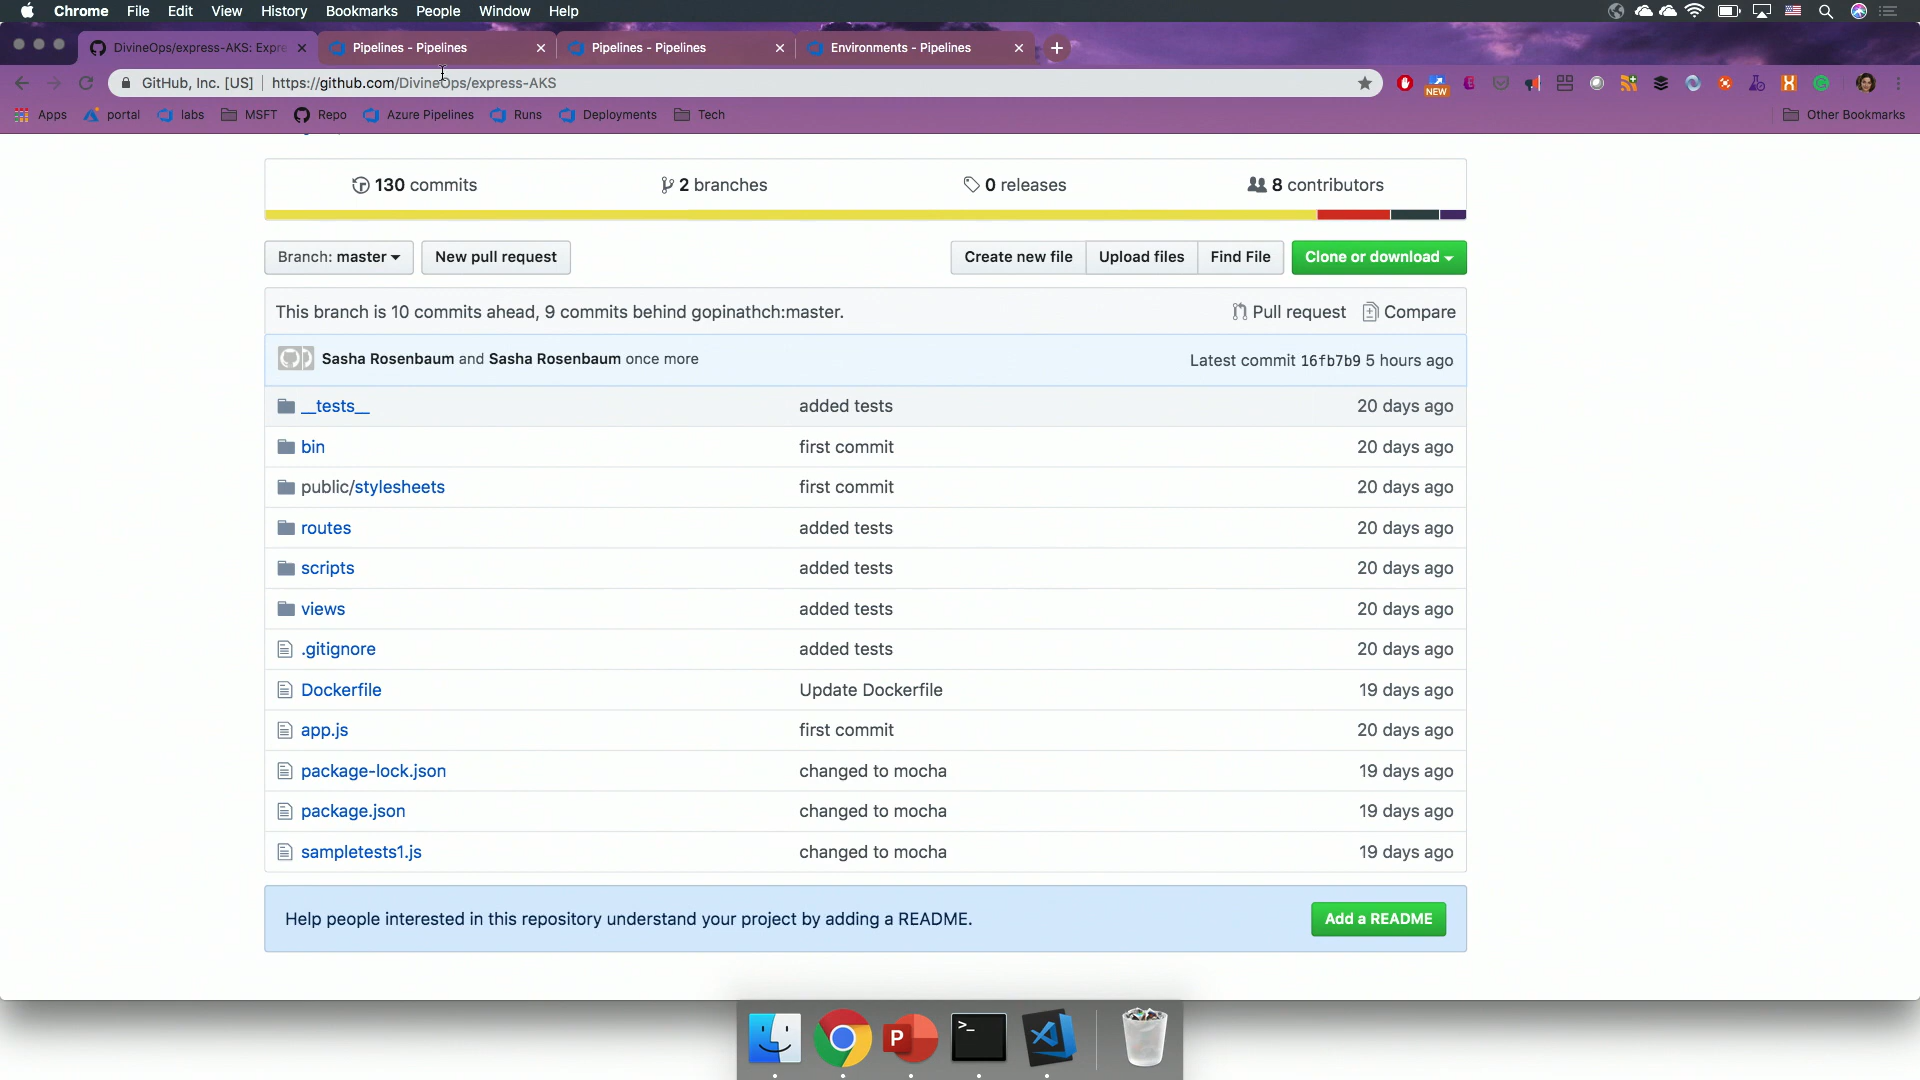 Chrome File Edit View History Bookmarks People Window Help
DivineOps/express-AKS: Expre
Pipelines - Pipelines
Pipelines - Pipelines
Environments - Pipelines
GitHub, Inc. [US] https://github.com/DivineOps/express-AKS
NEW
Apps portal labs MSFT Repo Azure Pipelines Runs Deployments Tech Other Bookmarks
130 commits 2 branches 0 releases 8 contributors
Branch: master New pull request Create new file Upload files Find File Clone or download
This branch is 10 commits ahead, 9 commits behind gopinathch:master. Pull request Compare
Sasha Rosenbaum and Sasha Rosenbaum once more Latest commit 16fb7b9 5 hours ago
__tests__ added tests 20 days ago
bin first commit 20 days ago
public/stylesheets first commit 20 days ago
routes added tests 20 days ago
scripts added tests 20 days ago
views added tests 20 days ago
.gitignore added tests 20 days ago
Dockerfile Update Dockerfile 19 days ago
app.js first commit 20 days ago
package-lock.json changed to mocha 19 days ago
package.json changed to mocha 19 days ago
sampletests1.js changed to mocha 19 days ago
Help people interested in this repository understand your project by adding a README. Add a README
P >_